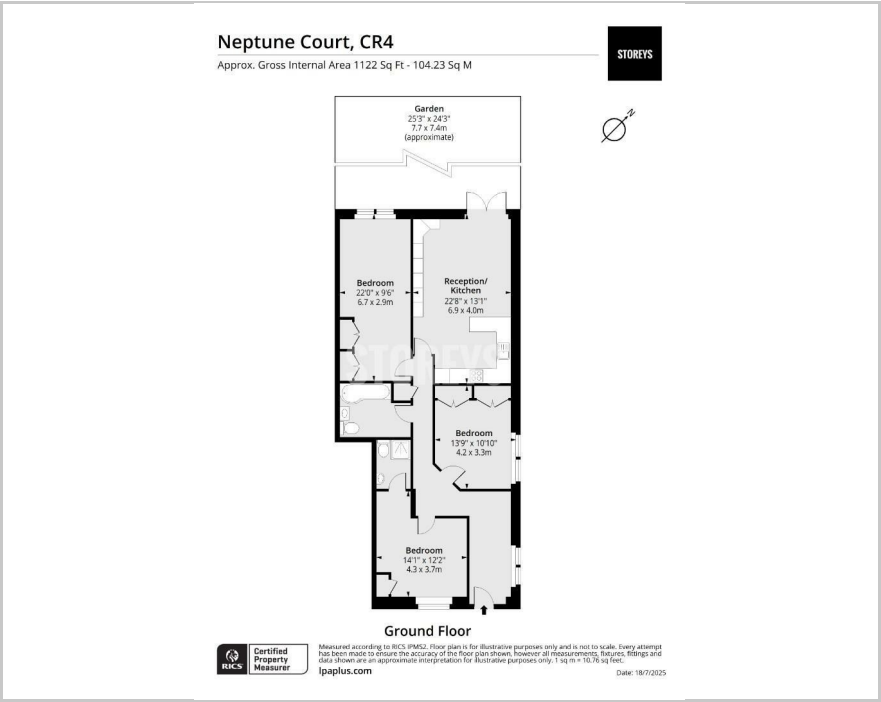 Neptune Court, CR4
Approx. Gross Internal Area 1122 Sq Ft - 104.23 Sq M
STOREYS
N
Garden
25'3" x 24'3"
7.7 x 7.4m
(approximate)
Bedroom
22'0" x 9'6"
6.7 x 2.9m
Reception/
Kitchen
22'8" x 13'1"
6.9 x 4.0m
STOREYS
Bedroom
13'9" x 10'10"
4.2 x 3.3m
Bedroom
14'1" x 12'2"
4.3 x 3.7m
Ground Floor
RICS
Certified
Property
Measurer
Measured according to RICS IPMS2. Floor plan is for illustrative purposes only and is not to scale. Every attempt
has been made to ensure the accuracy of the floor plan shown, however all measurements, fixtures, fittings and
data shown are an approximate interpretation for illustrative purposes only. 1 sq m = 10.76 sq feet.
lpaplus.com
Date: 18/7/2025